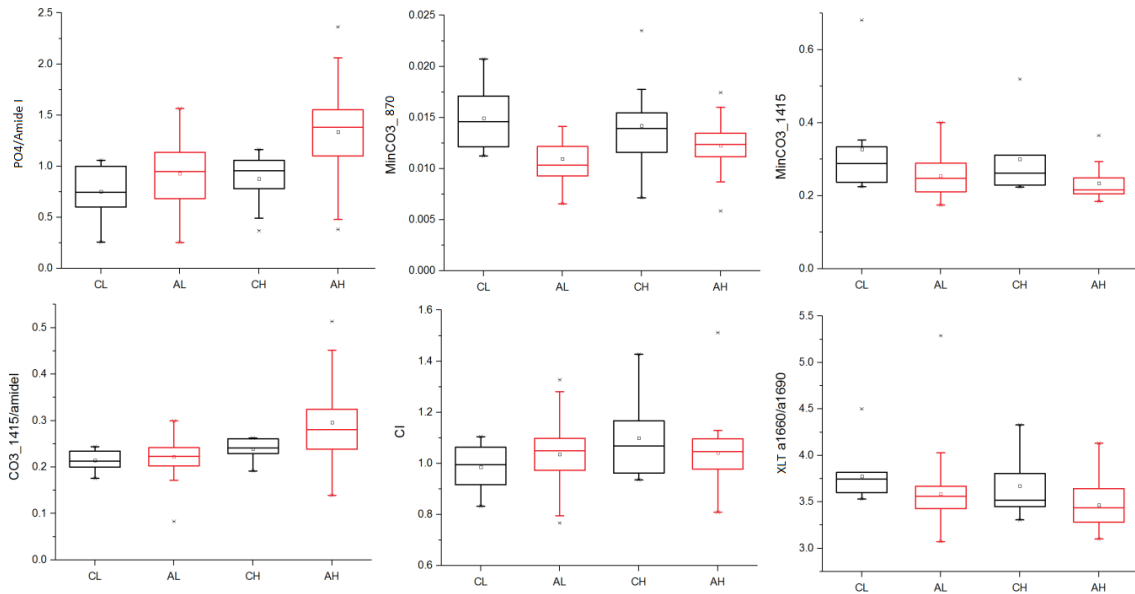 PO4/Amide I
2.5
2.0
1.5
1.0
0.5
0.0
CL AL CH AH
MinCO3_870
0.025
0.020
0.015
0.010
0.005
0.000
CL AL CH AH
MinCO3_1415
0.6
0.4
0.2
0.0
CL AL CH AH
CO3_1415/amideI
0.5
0.4
0.3
0.2
0.1
0.0
CL AL CH AH
CI
1.6
1.4
1.2
1.0
0.8
0.6
CL AL CH AH
XLT a1660/a1690
5.5
5.0
4.5
4.0
3.5
3.0
CL AL CH AH